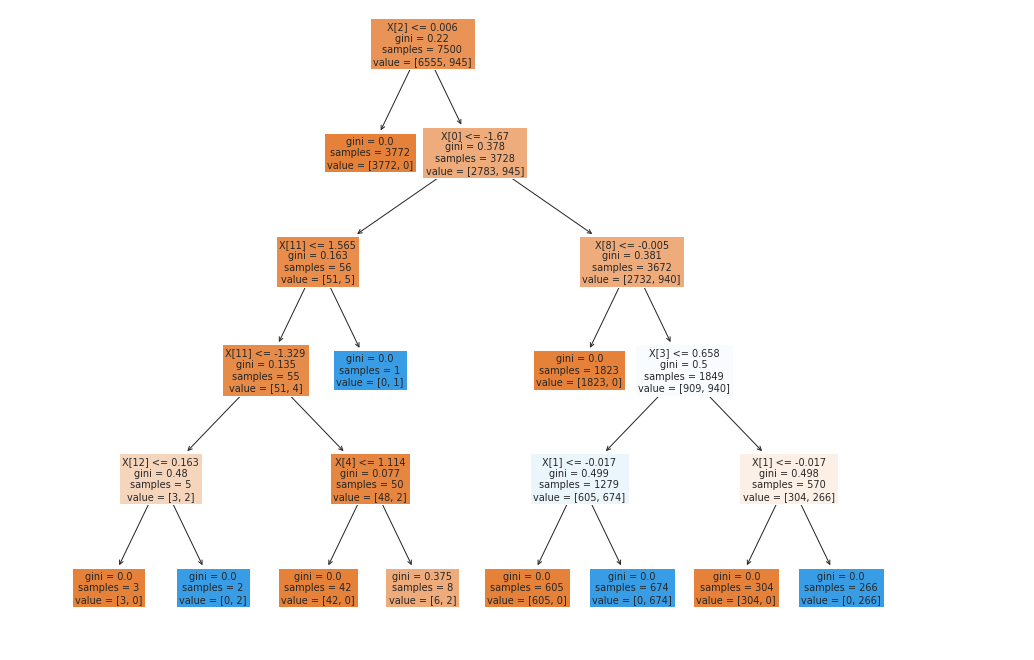 X[2] <= 0.006
gini = 0.22
samples = 7500
value = [6555, 945]
gini = 0.0
samples = 3772
value = [3772, 0]
X[0] <= -1.67
gini = 0.378
samples = 3728
value = [2783, 945]
X[11] <= 1.565
gini = 0.163
samples = 56
value = [51, 5]
X[8] <= -0.005
gini = 0.381
samples = 3672
value = [2732, 940]
X[11] <= -1.329
gini = 0.135
samples = 55
value = [51, 4]
gini = 0.0
samples = 1
value = [0, 1]
gini = 0.0
samples = 1823
value = [1823, 0]
X[3] <= 0.658
gini = 0.5
samples = 1849
value = [909, 940]
X[12] <= 0.163
gini = 0.48
samples = 5
value = [3, 2]
X[4] <= 1.114
gini = 0.077
samples = 50
value = [48, 2]
X[1] <= -0.017
gini = 0.499
samples = 1279
value = [605, 674]
X[1] <= -0.017
gini = 0.498
samples = 570
value = [304, 266]
gini = 0.0
samples = 3
value = [3, 0]
gini = 0.0
samples = 2
value = [0, 2]
gini = 0.0
samples = 42
value = [42, 0]
gini = 0.375
samples = 8
value = [6, 2]
gini = 0.0
samples = 605
value = [605, 0]
gini = 0.0
samples = 674
value = [0, 674]
gini = 0.0
samples = 304
value = [304, 0]
gini = 0.0
samples = 266
value = [0, 266]